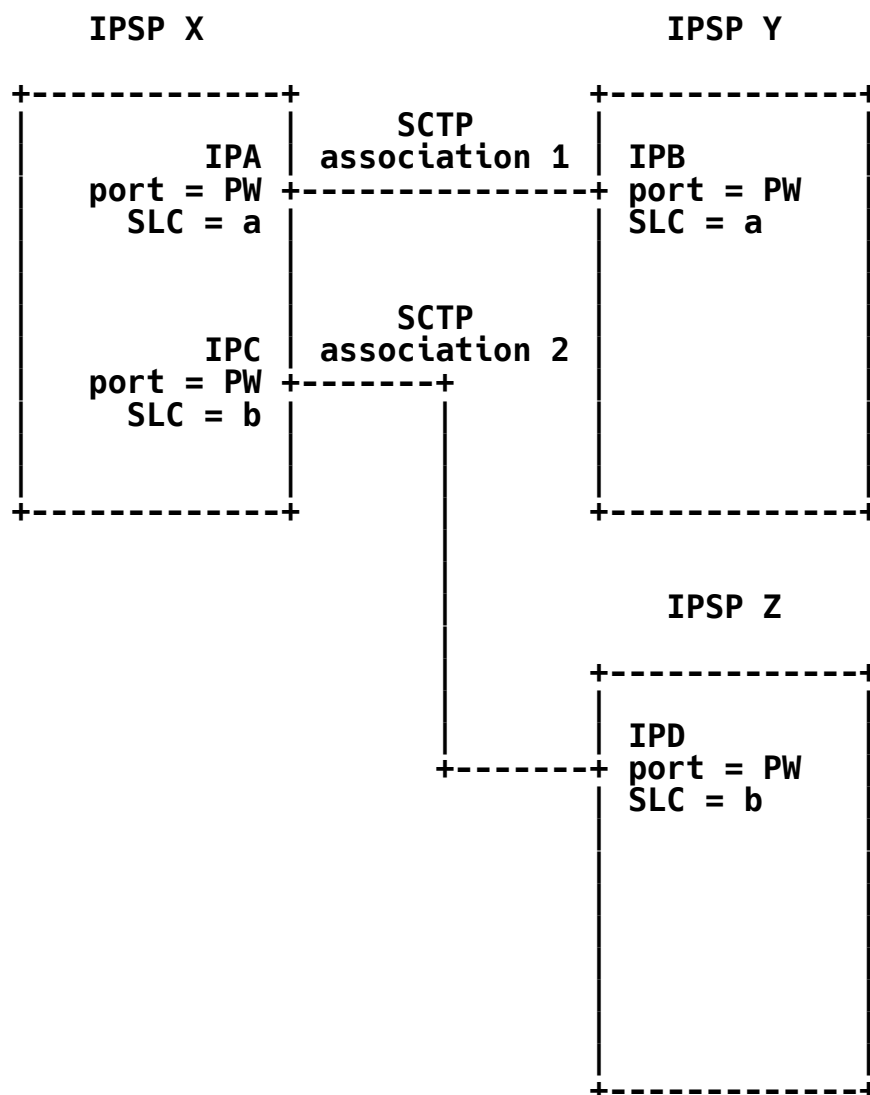 IPSP X IPSP Y
SCTP
IPA association 1 IPB
port = PW port = PW
SLC = a SLC = a
SCTP
IPC association 2
port = PW
SLC = b
IPSP Z
IPD
port = PW
SLC = b